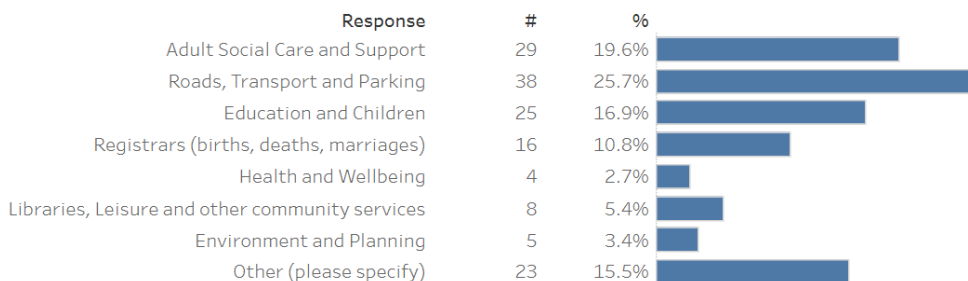 Response # %
Adult Social Care and Support 29 19.6%
Roads, Transport and Parking 38 25.7%
Education and Children 25 16.9%
Registrars (births, deaths, marriages) 16 10.8%
Health and Wellbeing 4 2.7%
Libraries, Leisure and other community services 8 5.4%
Environment and Planning 5 3.4%
Other (please specify) 23 15.5%